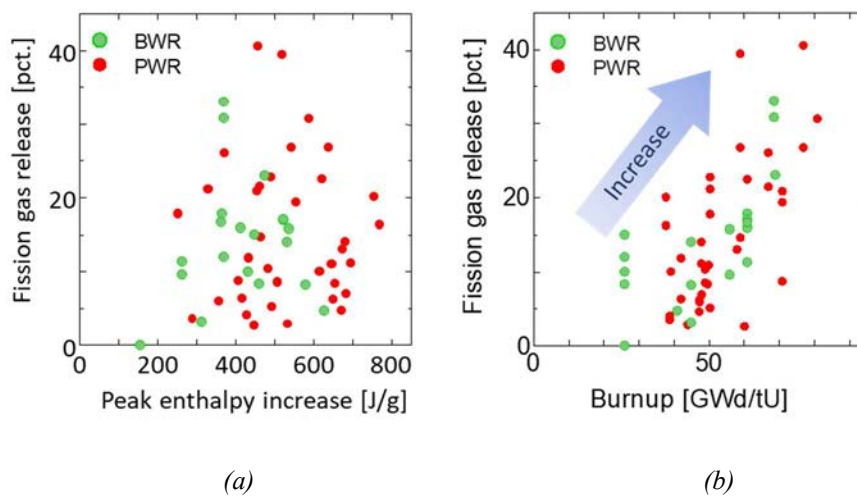 (a)
(b)
BWR
PWR
Fission gas release [pct.]
40
20
0
0
200
400
600
800
Peak enthalpy increase [J/g]
BWR
PWR
Increase
Fission gas release [pct.]
40
20
0
0
50
Burnup [GWd/tU]
(a)
(b)